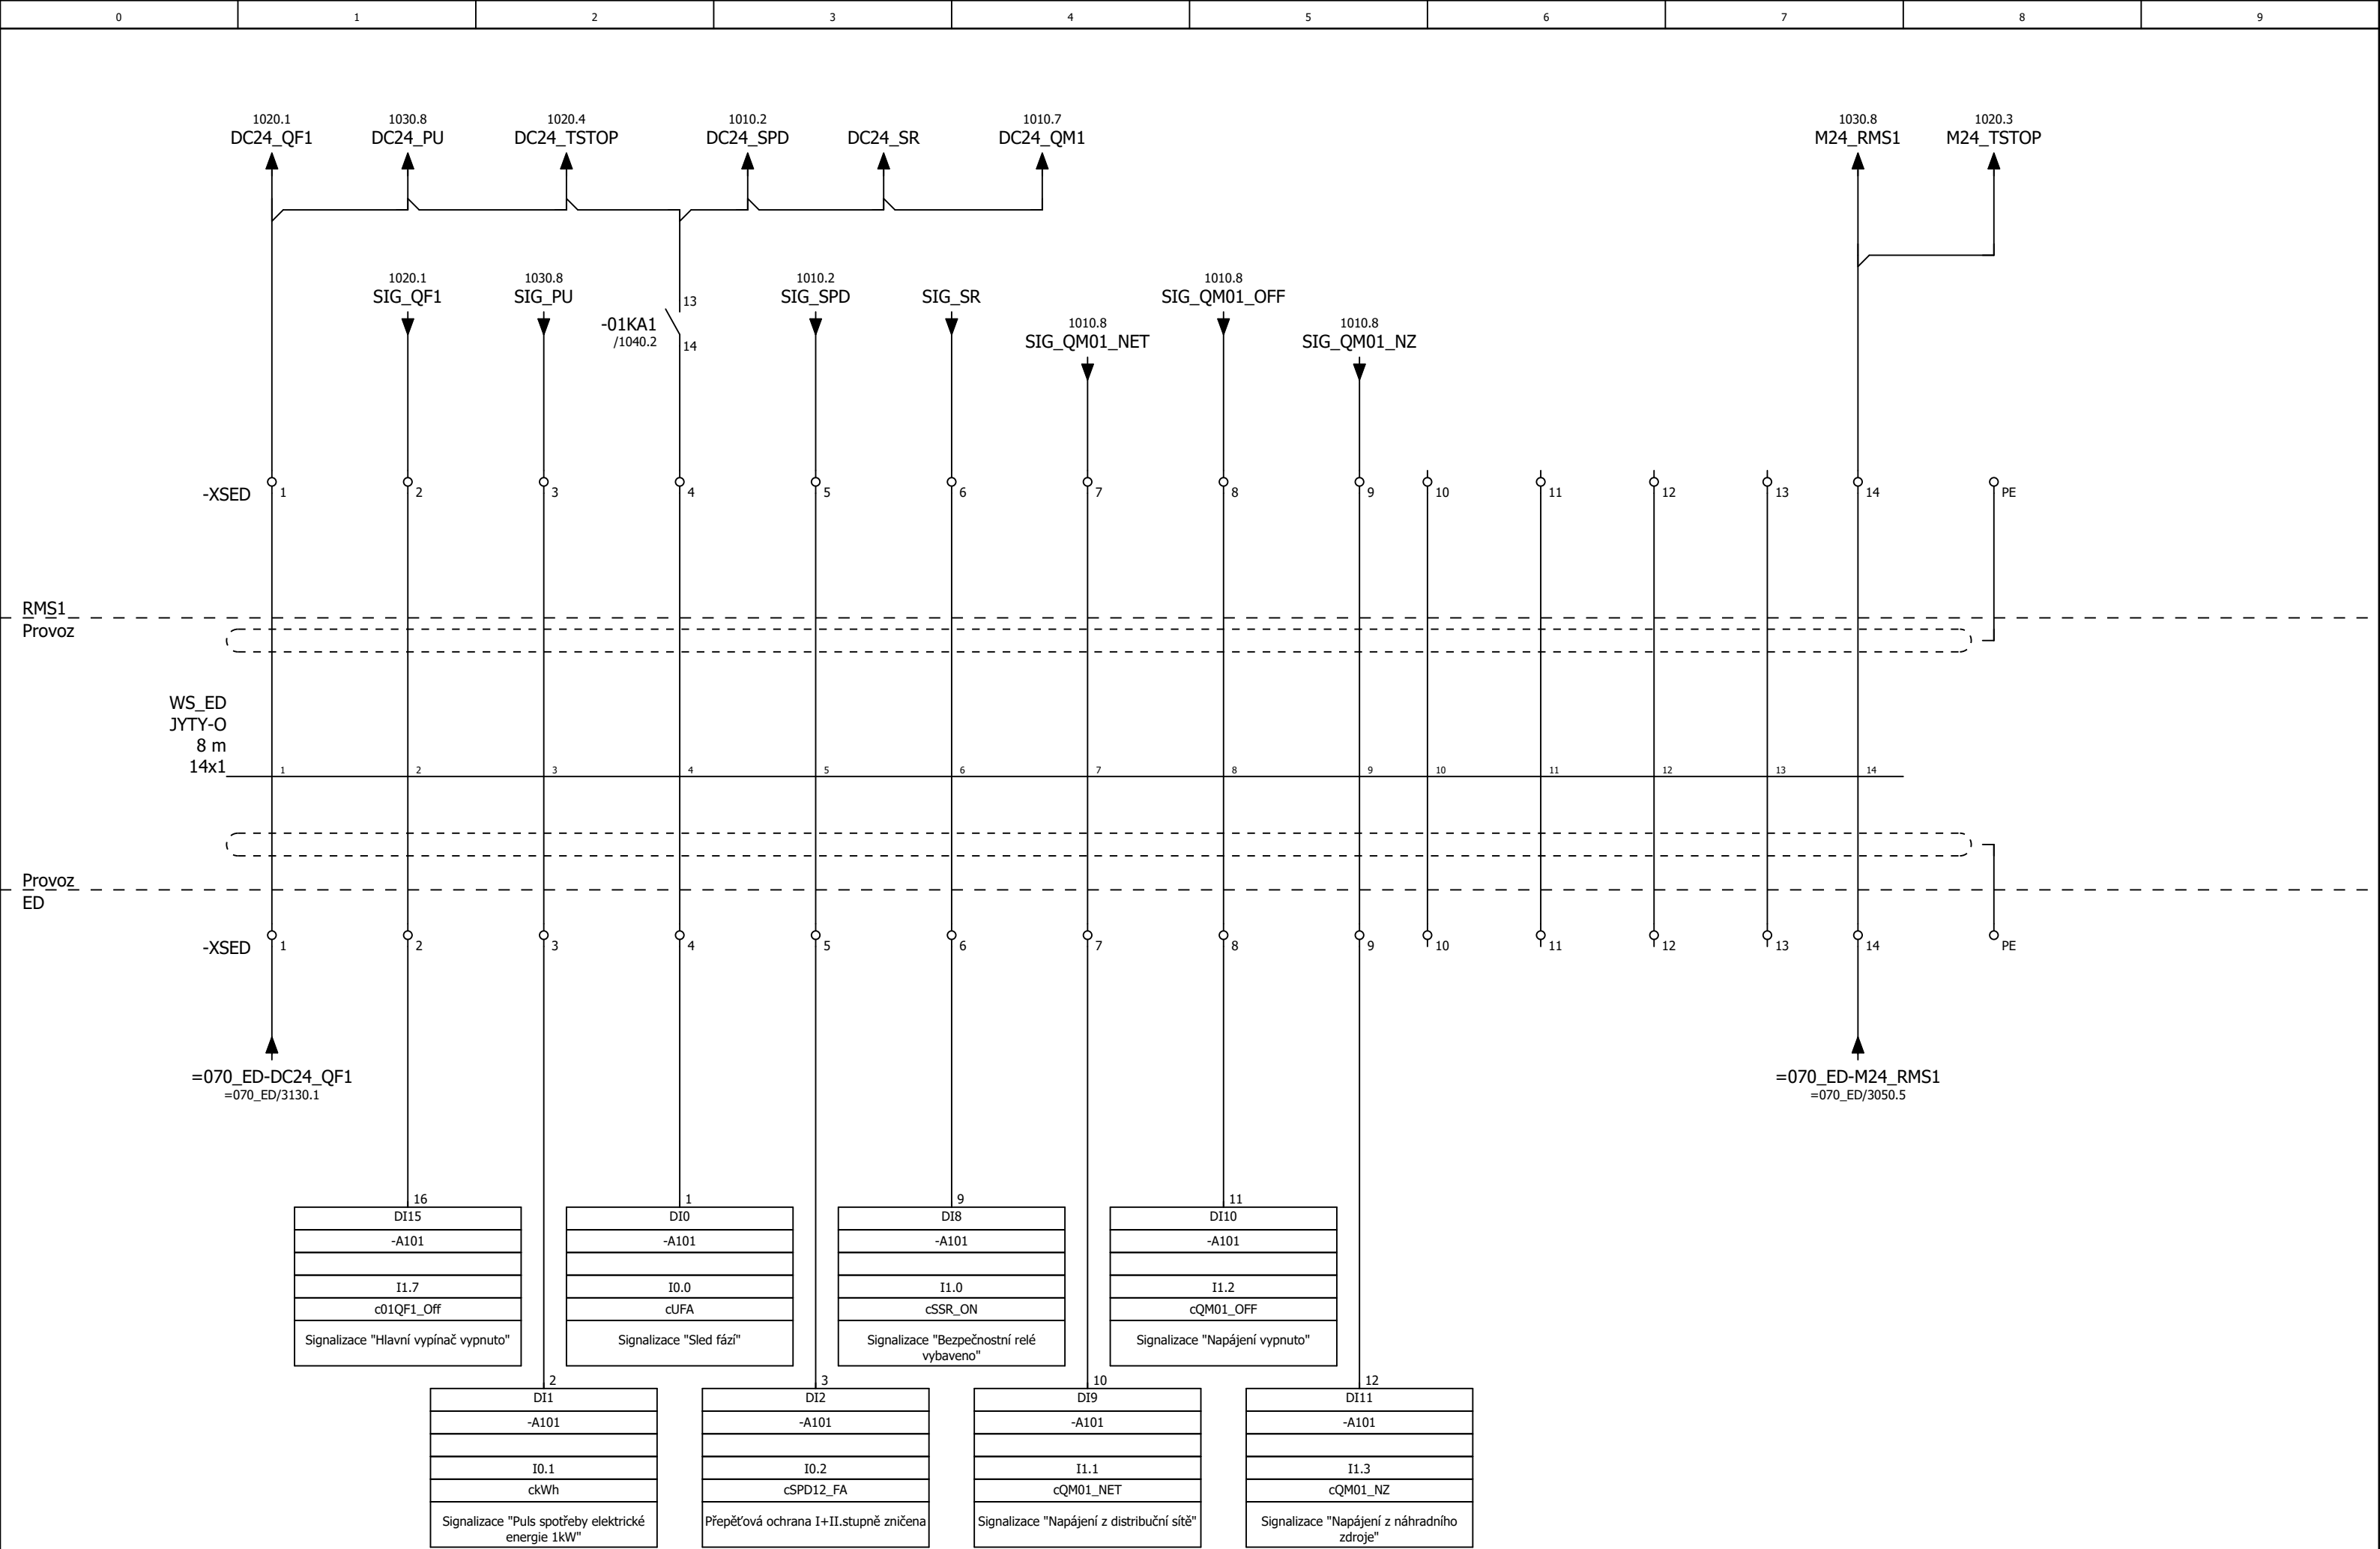 0 1 2 3 4 5 6 7 8 9
1020.1 1030.8 1020.4 1010.2 1010.7 1030.8 1020.3
DC24_QF1 DC24_PU DC24_TSTOP DC24_SPD DC24_SR DC24_QM1 M24_RMS1 M24_TSTOP
1020.1 1030.8 1010.2 1010.8
SIG_QF1 SIG_PU 13 SIG_SPD SIG_SR SIG_QM01_OFF
-01KA1 1010.8 1010.8
/1040.2 14 SIG_QM01_NET SIG_QM01_NZ
-XSED 1 2 3 4 5 6 7 8 9 10 11 12 13 14 PE
RMS1
Provoz
WS_ED
JYTY-O
8 m
14x1 1 2 3 4 5 6 7 8 9 10 11 12 13 14
Provoz
ED
-XSED 1 2 3 4 5 6 7 8 9 10 11 12 13 14 PE
=070_ED-DC24_QF1 =070_ED-M24_RMS1
=070_ED/3130.1 =070_ED/3050.5
16 1 9 11
DI15 DI0 DI8 DI10
-A101 -A101 -A101 -A101
I1.7 I0.0 I1.0 I1.2
c01QF1_Off cUFA cSSR_ON cQM01_OFF
Signalizace "Hlavní vypínač vypnuto" Signalizace "Sled fází" Signalizace "Bezpečnostní relé Signalizace "Napájení vypnuto"
vybaveno"
2 3 10 12
DI1 DI2 DI9 DI11
-A101 -A101 -A101 -A101
I0.1 I0.2 I1.1 I1.3
ckWh cSPD12_FA cQM01_NET cQM01_NZ
Signalizace "Puls spotřeby elektrické Přepěťová ochrana I+II.stupně zničena Signalizace "Napájení z distribuční sítě" Signalizace "Napájení z náhradního
energie 1kW" zdroje"